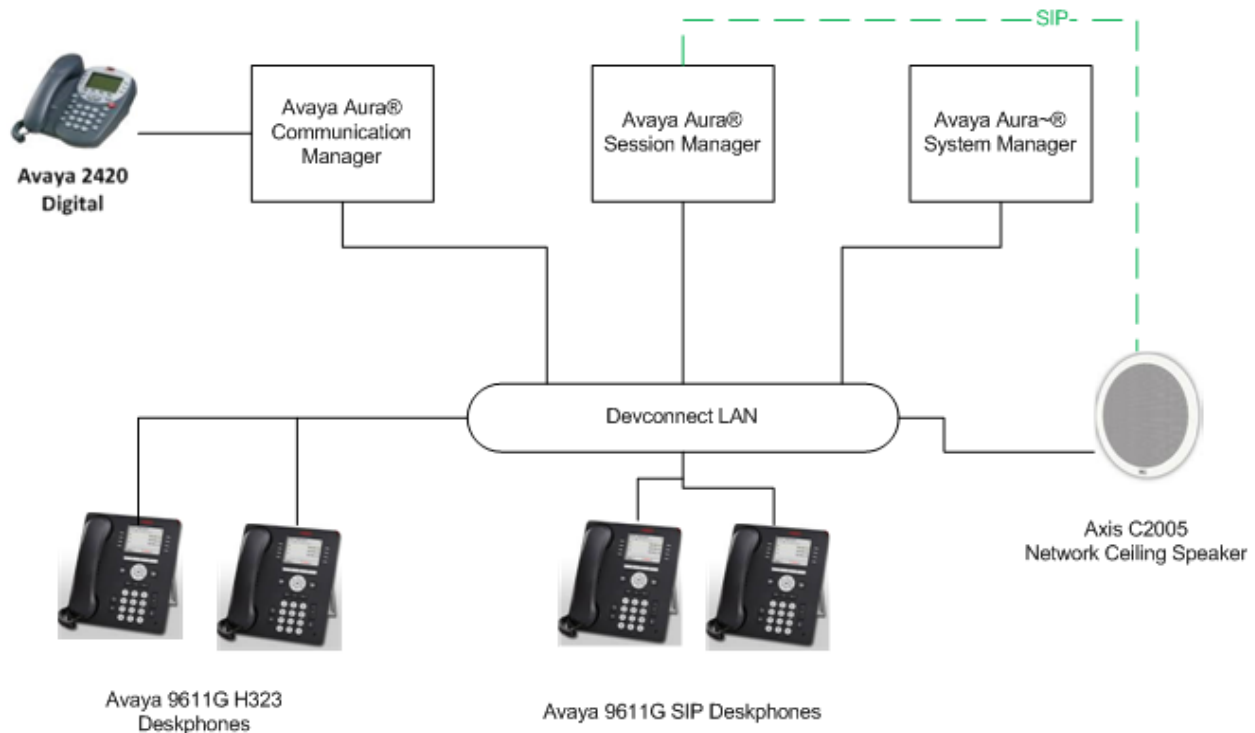 SIP
Avaya Aura®
Communication
Manager
Avaya Aura®
Session Manager
Avaya Aura~®
System Manager
Avaya 2420
Digital
Devconnect LAN
Axis C2005
Network Ceiling Speaker
Avaya 9611G H323
Deskphones
Avaya 9611G SIP Deskphones